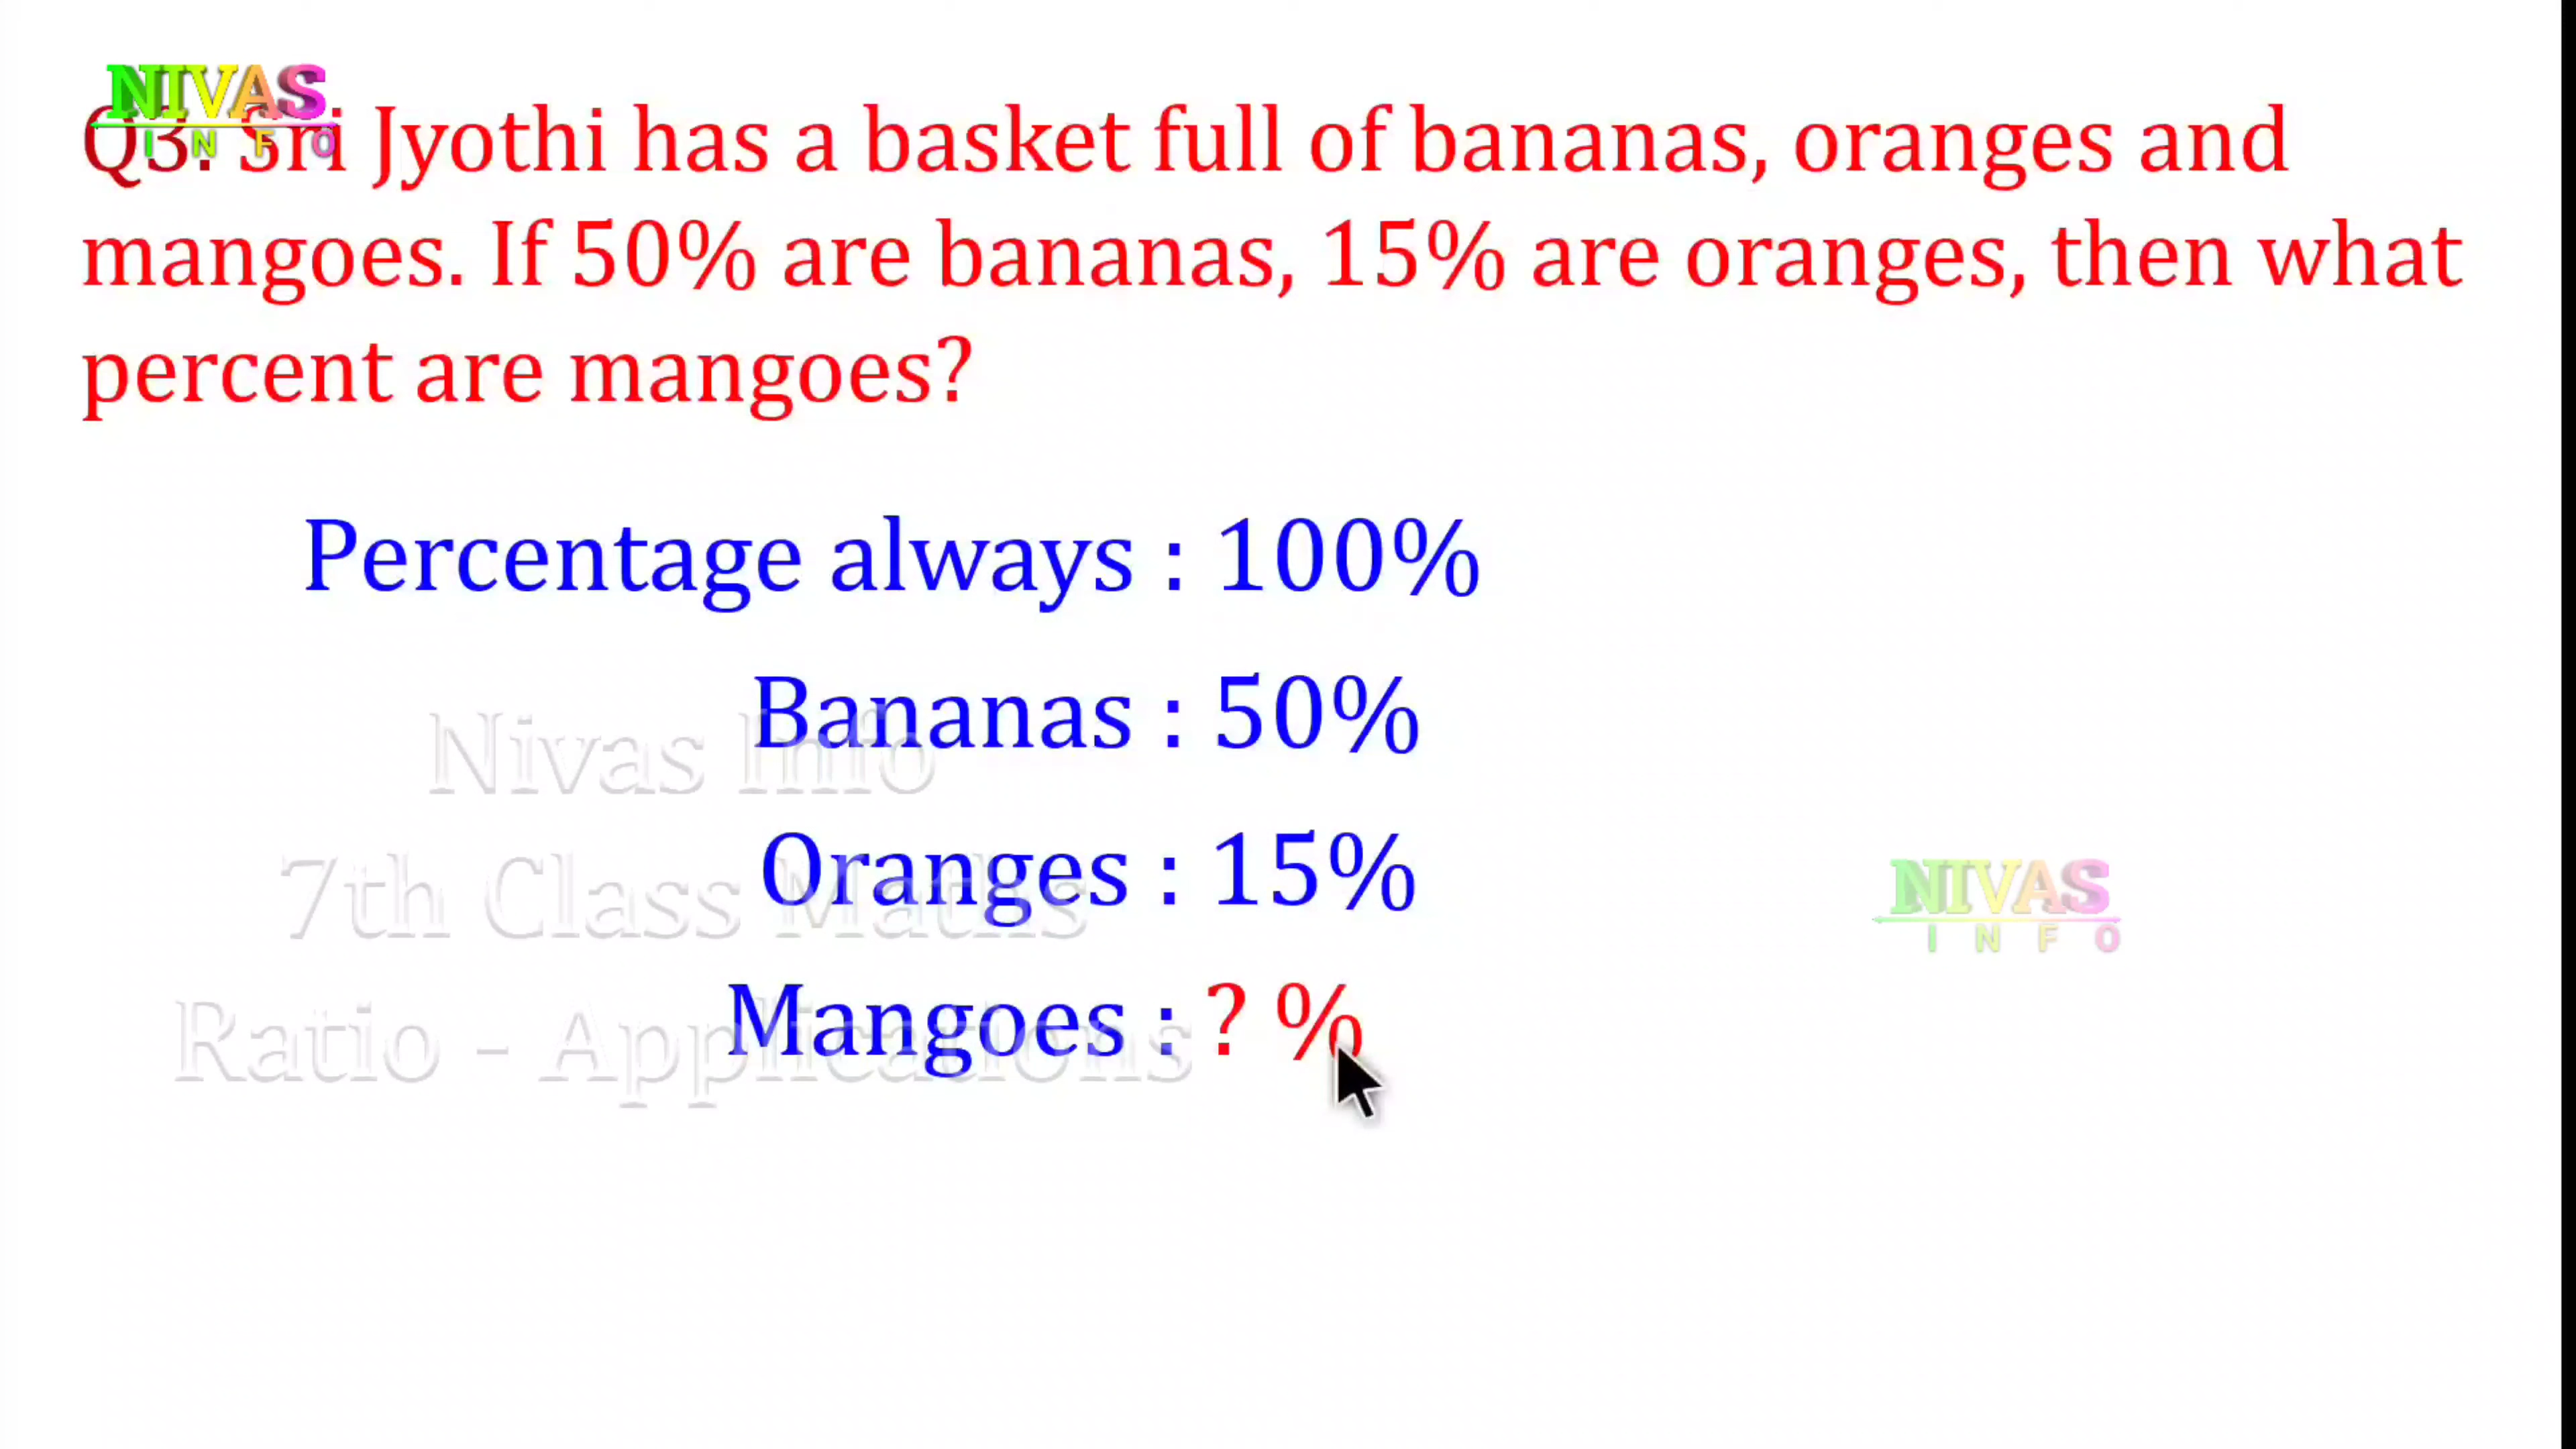 NIVAS
INFO
Q3. Sri Jyothi has a basket full of bananas, oranges and
mangoes. If 50% are bananas, 15% are oranges, then what
percent are mangoes?
Percentage always : 100%
Bananas : 50%
Nivas Info
Oranges : 15%
7th Class Maths
NIVAS
INFO
Mangoes : ? %
Ratio - Applications